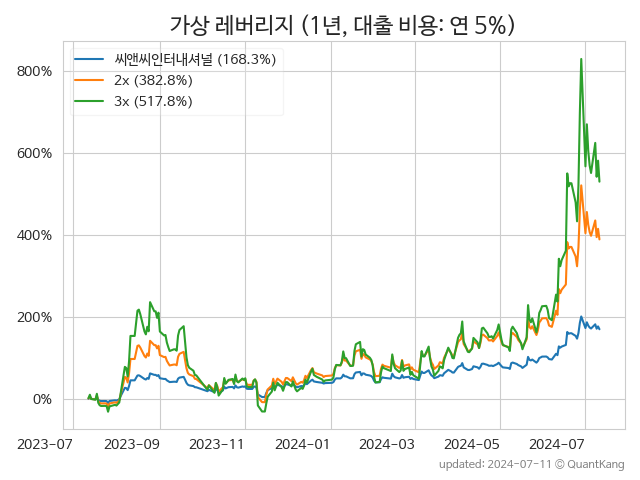 가상 레버리지 (1년, 대출 비용: 연 5%)
씨앤씨인터내셔널 (168.3%)
2x (382.8%)
3x (517.8%)
800%
600%
400%
200%
0%
2023-07 2023-09 2023-11 2024-01 2024-03 2024-05 2024-07
updated: 2024-07-11 © QuantKang